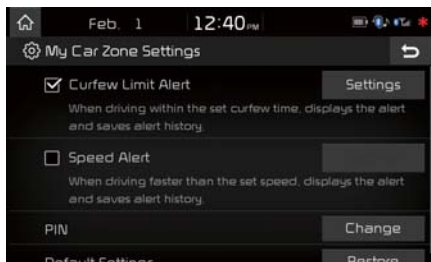 Feb. 1 12:40 PM
My Car Zone Settings
Curfew Limit Alert Settings
When driving within the set curfew time, displays the alert
and saves alert history.
Speed Alert
When driving faster than the set speed, displays the alert
and saves alert history.
PIN Change
Default Settings Restore